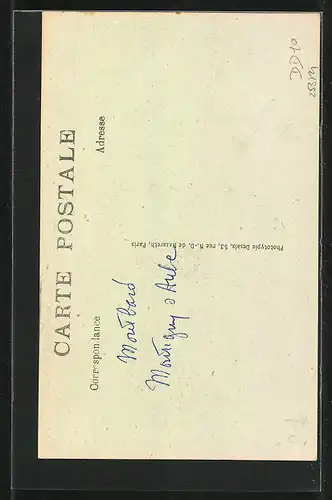 CARTE POSTALE
Correspondance
Adresse
Montbard
Montigny s Aube
Phototypie Desaix, 53, rue N.-D. de Nazareth, Paris
DD10